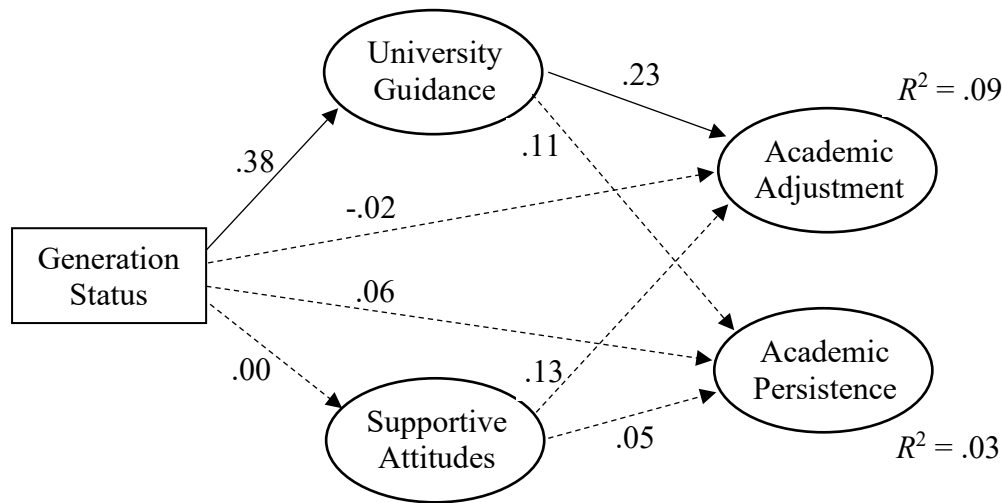 University
Guidance
.23
R² = .09
.38
.11
Academic
Adjustment
-.02
Generation
Status
.06
.00
.13
Academic
Persistence
Supportive
Attitudes
.05
R² = .03